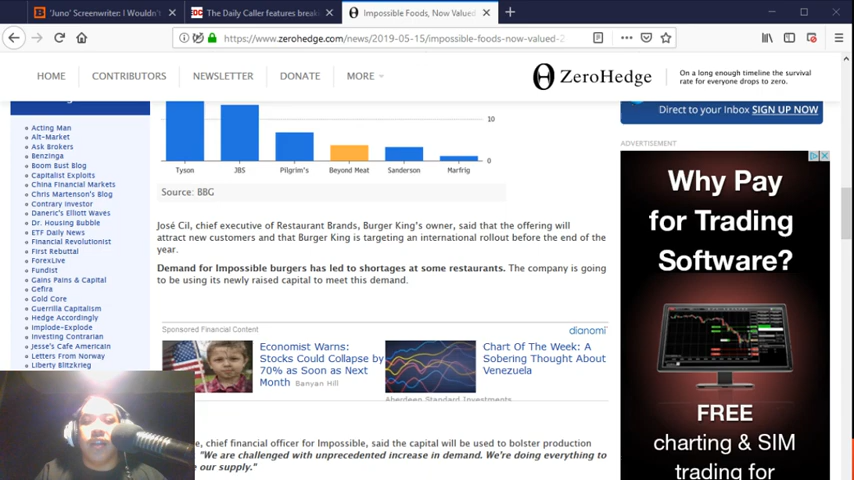 'Juno' Screenwriter: I Wouldn'
The Daily Caller features break
Impossible Foods, Now Valued
https://www.zerohedge.com/news/2019-05-15/impossible-foods-now-valued-2
HOME CONTRIBUTORS NEWSLETTER DONATE MORE
ZeroHedge
On a long enough timeline the survival
rate for everyone drops to zero.
Acting Man
Alt-Market
Ask Brokers
Benzinga
Boom Bust Blog
Capitalist Exploits
China Financial Markets
Chris Martenson's Blog
Contrary Investor
Daneric's Elliott Waves
Dr. Housing Bubble
ETF Daily News
Financial Revolutionist
First Rebuttal
ForexLive
Fundist
Gains Pains & Capital
Gefira
Gold Core
Guerrilla Capitalism
Hedge Accordingly
Implode-Explode
Investing Contrarian
Jesse's Cafe Americain
Letters From Norway
Liberty Blitzkrieg
10
0
Tyson JBS Pilgrim's Beyond Meat Sanderson Marfrig
Source: BBG
José Cil, chief executive of Restaurant Brands, Burger King's owner, said that the offering will
attract new customers and that Burger King is targeting an international rollout before the end of the
year.
Demand for Impossible burgers has led to shortages at some restaurants. The company is going
to be using its newly raised capital to meet this demand.
Sponsored Financial Content
dianomi
Economist Warns:
Stocks Could Collapse by
70% as Soon as Next
Month Banyan Hill
Chart Of The Week: A
Sobering Thought About
Venezuela
Aberdeen Standard Investments
, chief financial officer for Impossible, said the capital will be used to bolster production
"We are challenged with unprecedented increase in demand. We're doing everything to
our supply."
Direct to your Inbox SIGN UP NOW
ADVERTISEMENT
Why Pay
for Trading
Software?
FREE
charting & SIM
trading for